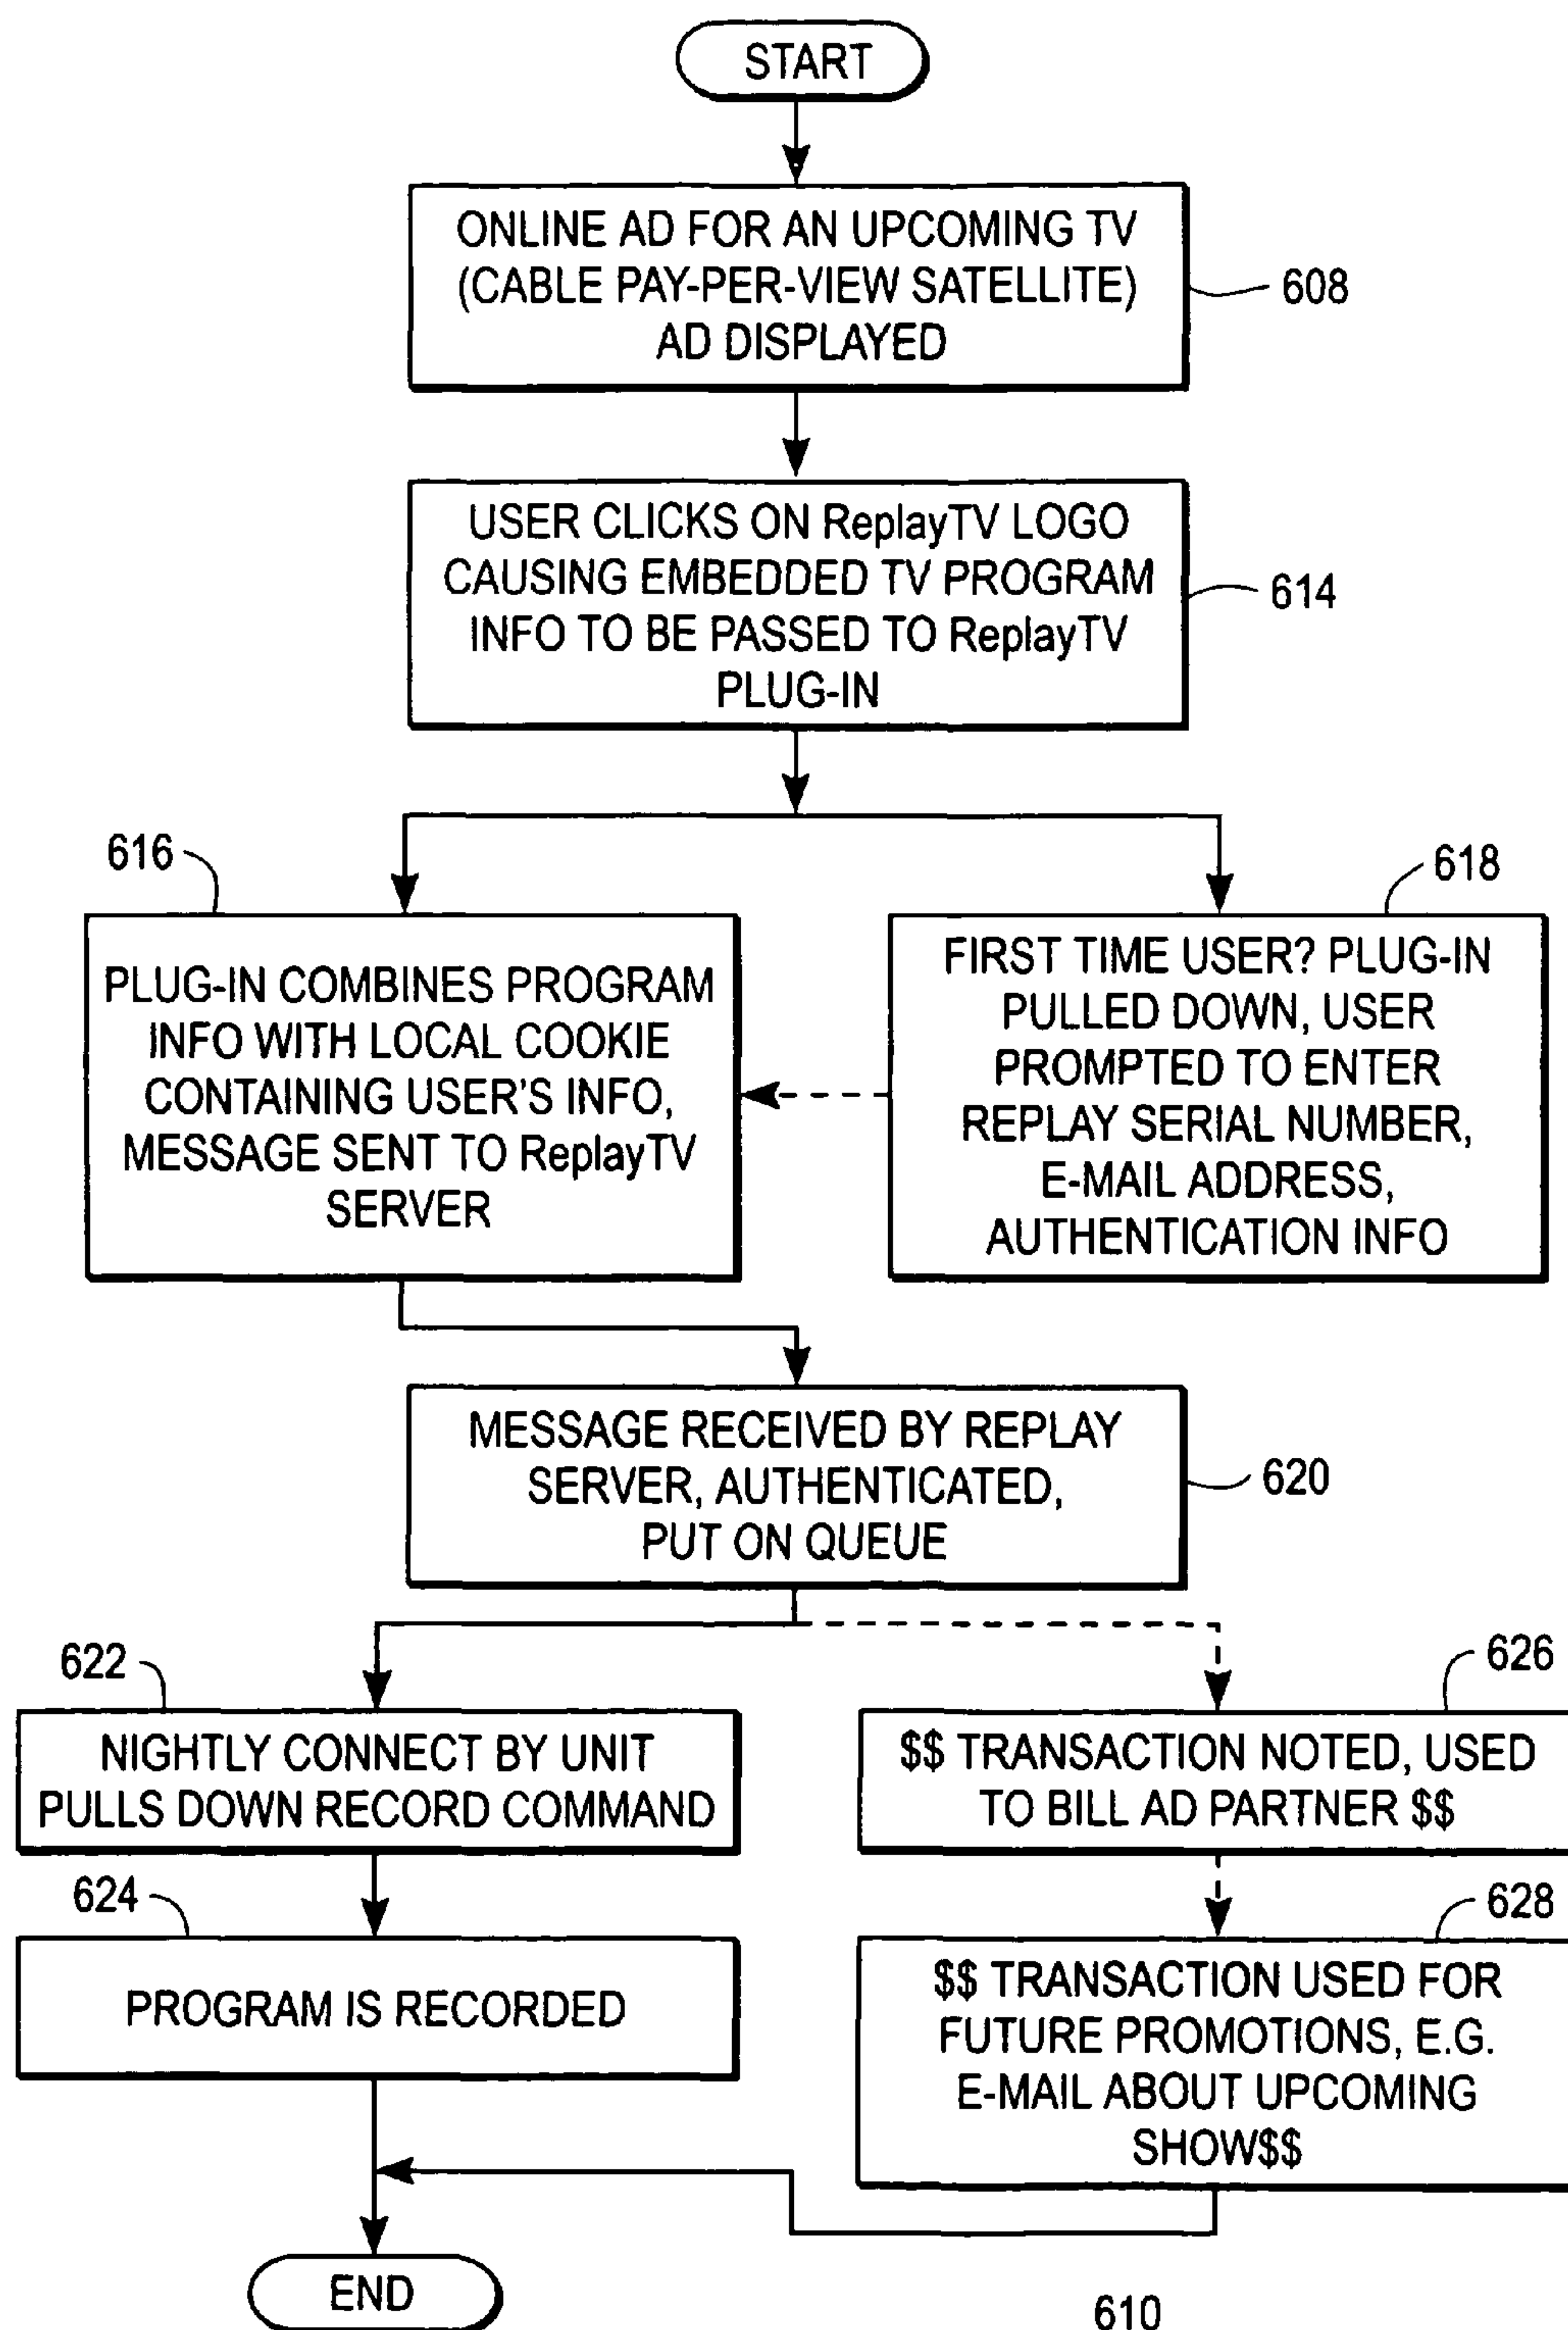 START
ONLINE AD FOR AN UPCOMING TV
(CABLE PAY-PER-VIEW SATELLITE)
AD DISPLAYED
608
USER CLICKS ON ReplayTV LOGO
CAUSING EMBEDDED TV PROGRAM
INFO TO BE PASSED TO ReplayTV
PLUG-IN
614
616
PLUG-IN COMBINES PROGRAM
INFO WITH LOCAL COOKIE
CONTAINING USER'S INFO,
MESSAGE SENT TO ReplayTV
SERVER
618
FIRST TIME USER? PLUG-IN
PULLED DOWN, USER
PROMPTED TO ENTER
REPLAY SERIAL NUMBER,
E-MAIL ADDRESS,
AUTHENTICATION INFO
MESSAGE RECEIVED BY REPLAY
SERVER, AUTHENTICATED,
PUT ON QUEUE
620
622
NIGHTLY CONNECT BY UNIT
PULLS DOWN RECORD COMMAND
626
$$ TRANSACTION NOTED, USED
TO BILL AD PARTNER $$
624
PROGRAM IS RECORDED
628
$$ TRANSACTION USED FOR
FUTURE PROMOTIONS, E.G.
E-MAIL ABOUT UPCOMING
SHOW$$
END
610